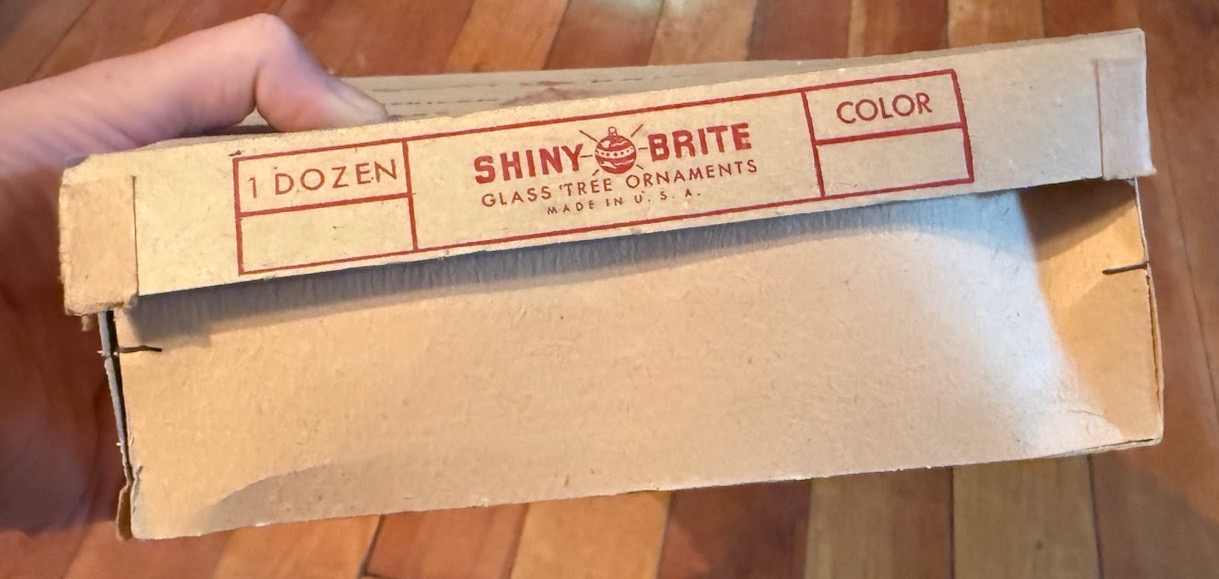 1 DOZEN
SHINY BRITE
GLASS TREE ORNAMENTS
MADE IN U. S. A.
COLOR